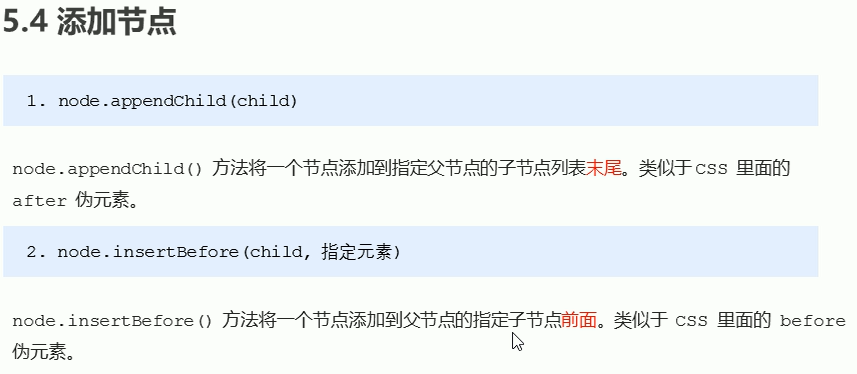 5.4 添加节点
1. node.appendChild(child)
node.appendChild() 方法将一个节点添加到指定父节点的子节点列表末尾。类似于 CSS 里面的
after 伪元素。
2. node.insertBefore(child, 指定元素)
node.insertBefore() 方法将一个节点添加到父节点的指定子节点前面。类似于 CSS 里面的 before
伪元素。